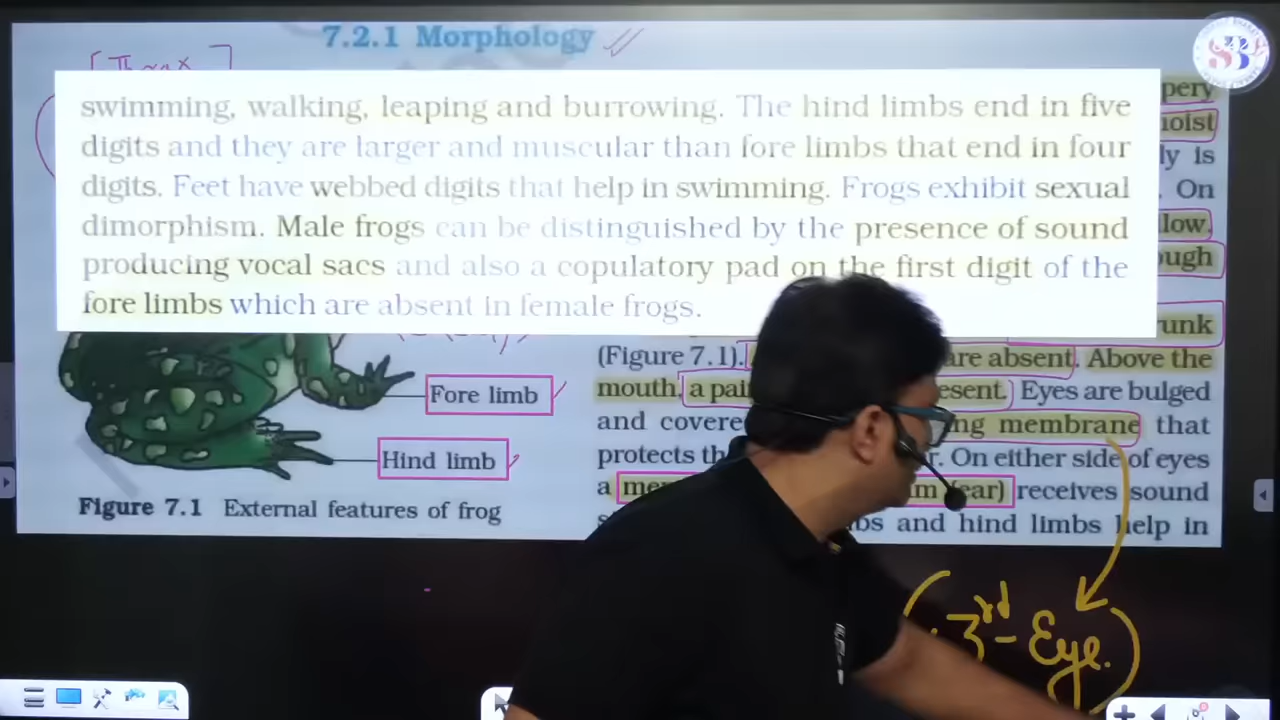 7.2.1 Morphology
swimming, walking, leaping and burrowing. The hind limbs end in five
digits and they are larger and muscular than fore limbs that end in four
digits. Feet have webbed digits that help in swimming. Frogs exhibit sexual
dimorphism. Male frogs can be distinguished by the presence of sound
producing vocal sacs and also a copulatory pad on the first digit of the
fore limbs which are absent in female frogs.
pery
oist
ly is
. On
low.
ough
runk
Fore limb
Hind limb
Figure 7.1 External features of frog
(Figure 7.1). are absent. Above the
mouth, a pai esent. Eyes are bulged
and covere ng membrane that
protects th r. On either side of eyes
a me m (ear) receives sound
bs and hind limbs help in
3rd - Eye.
SB